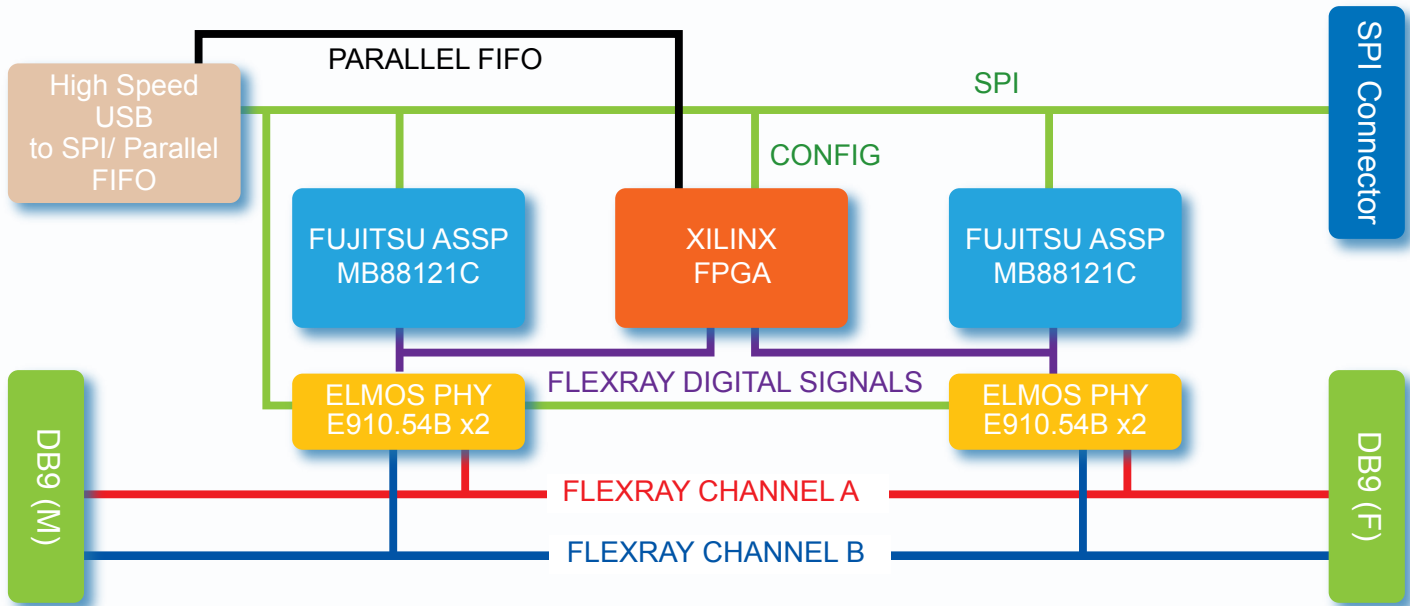 PARALLEL FIFO
SPI
SPI Connector
High Speed
USB
to SPI/ Parallel
FIFO
CONFIG
FUJITSU ASSP
MB88121C
XILINX
FPGA
FUJITSU ASSP
MB88121C
FLEXRAY DIGITAL SIGNALS
ELMOS PHY
E910.54B x2
ELMOS PHY
E910.54B x2
DB9 (M)
DB9 (F)
FLEXRAY CHANNEL A
FLEXRAY CHANNEL B